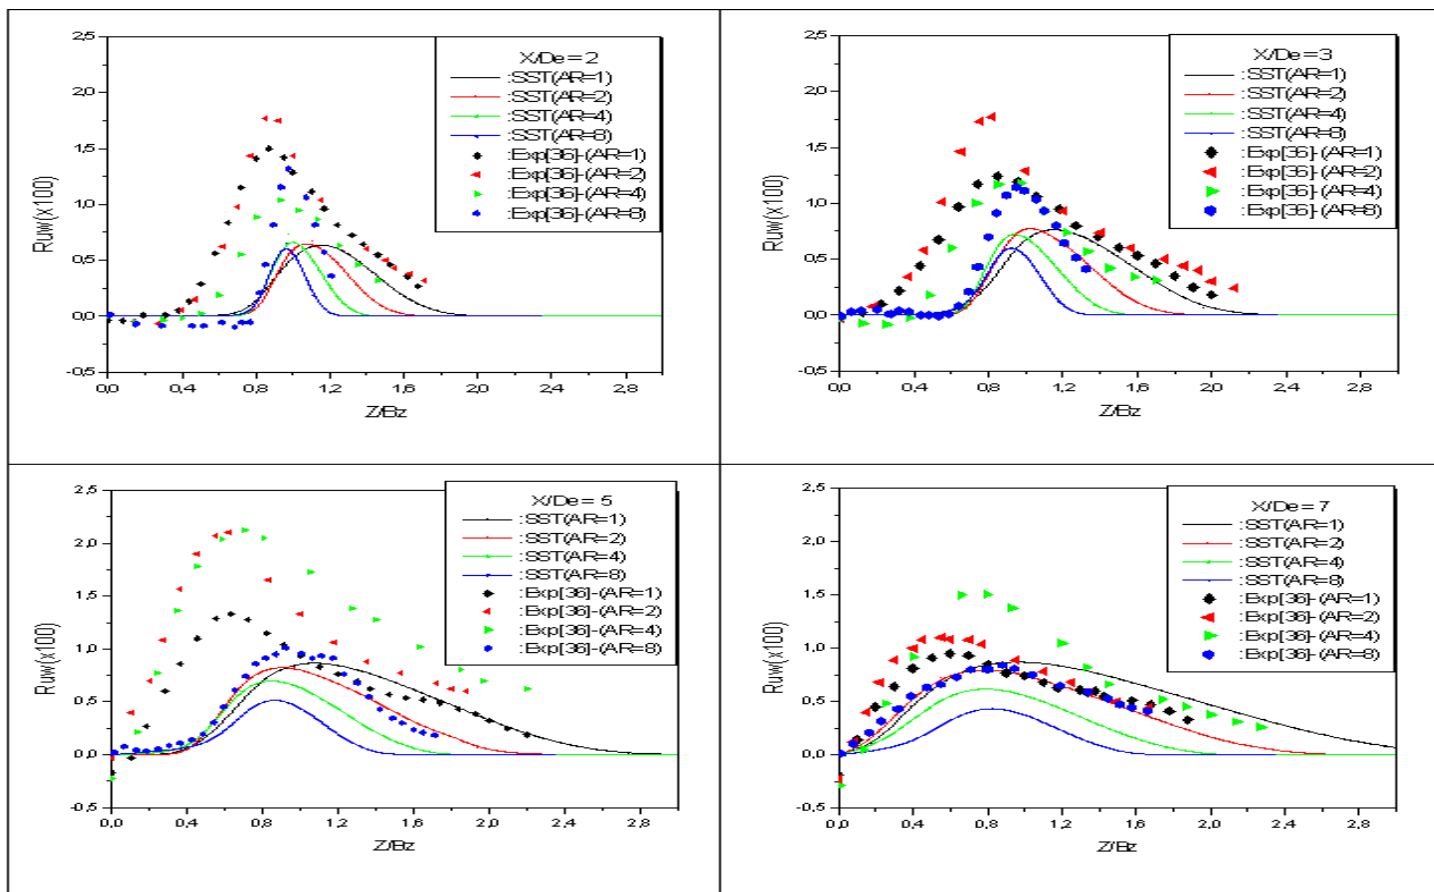 2,5
2,0
1,5
1,0
0,5
0,0
-0,5
Ruw(x100)
X/De = 2
:SST(AR=1)
:SST(AR=2)
:SST(AR=4)
:SST(AR=8)
:Exp[36]-(AR=1)
:Exp[36]-(AR=2)
:Exp[36]-(AR=4)
:Exp[36]-(AR=8)
0,0 0,4 0,8 1,2 1,6 2,0 2,4 2,8
Z/Bz
2,5
2,0
1,5
1,0
0,5
0,0
-0,5
Ruw(x100)
X/De = 3
:SST(AR=1)
:SST(AR=2)
:SST(AR=4)
:SST(AR=8)
:Exp[36]-(AR=1)
:Exp[36]-(AR=2)
:Exp[36]-(AR=4)
:Exp[36]-(AR=8)
0,0 0,4 0,8 1,2 1,6 2,0 2,4 2,8
Z/Bz
2,5
2,0
1,5
1,0
0,5
0,0
-0,5
Ruw(x100)
X/De = 5
:SST(AR=1)
:SST(AR=2)
:SST(AR=4)
:SST(AR=8)
:Exp[36]-(AR=1)
:Exp[36]-(AR=2)
:Exp[36]-(AR=4)
:Exp[36]-(AR=8)
0,0 0,4 0,8 1,2 1,6 2,0 2,4 2,8
Z/Bz
2,5
2,0
1,5
1,0
0,5
0,0
-0,5
Ruw(x100)
X/De = 7
:SST(AR=1)
:SST(AR=2)
:SST(AR=4)
:SST(AR=8)
:Exp[36]-(AR=1)
:Exp[36]-(AR=2)
:Exp[36]-(AR=4)
:Exp[36]-(AR=8)
0,0 0,4 0,8 1,2 1,6 2,0 2,4 2,8
Z/Bz